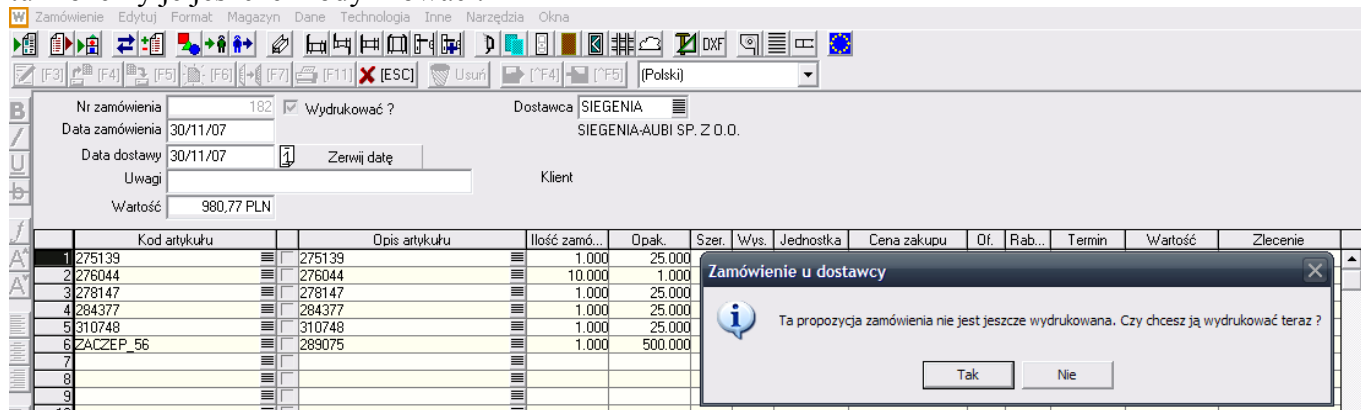 W Zamówienie Edytuj Format Magazyn Dane Technologia Inne Narzędzia Okna
DXF
[F3] [F4] [F5] [F6] [F7] [F11] [ESC] Usuń [^F4] [^F5] (Polski)
Nr zamówienia 182 Wydrukować ? Dostawca SIEGENIA
Data zamówienia 30/11/07 SIEGENIA-AUBI SP. Z O.O.
Data dostawy 30/11/07 1 Zerwij datę
Uwagi Klient
Wartość 980,77 PLN
Kod artykułu Opis artykułu Ilość zamó... Opak. Szer. Wys. Jednostka Cena zakupu Of. Rab... Termin Wartość Zlecenie
1 275139 275139 1.000 25.000
2 276044 276044 10.000 1.000
3 278147 278147 1.000 25.000
4 284377 284377 1.000 25.000
5 310748 310748 1.000 25.000
6 ZACZEP_56 289075 1.000 500.000
7
8
9
Zamówienie u dostawcy
Ta propozycja zamówienia nie jest jeszcze wydrukowana. Czy chcesz ją wydrukować teraz ?
Tak Nie